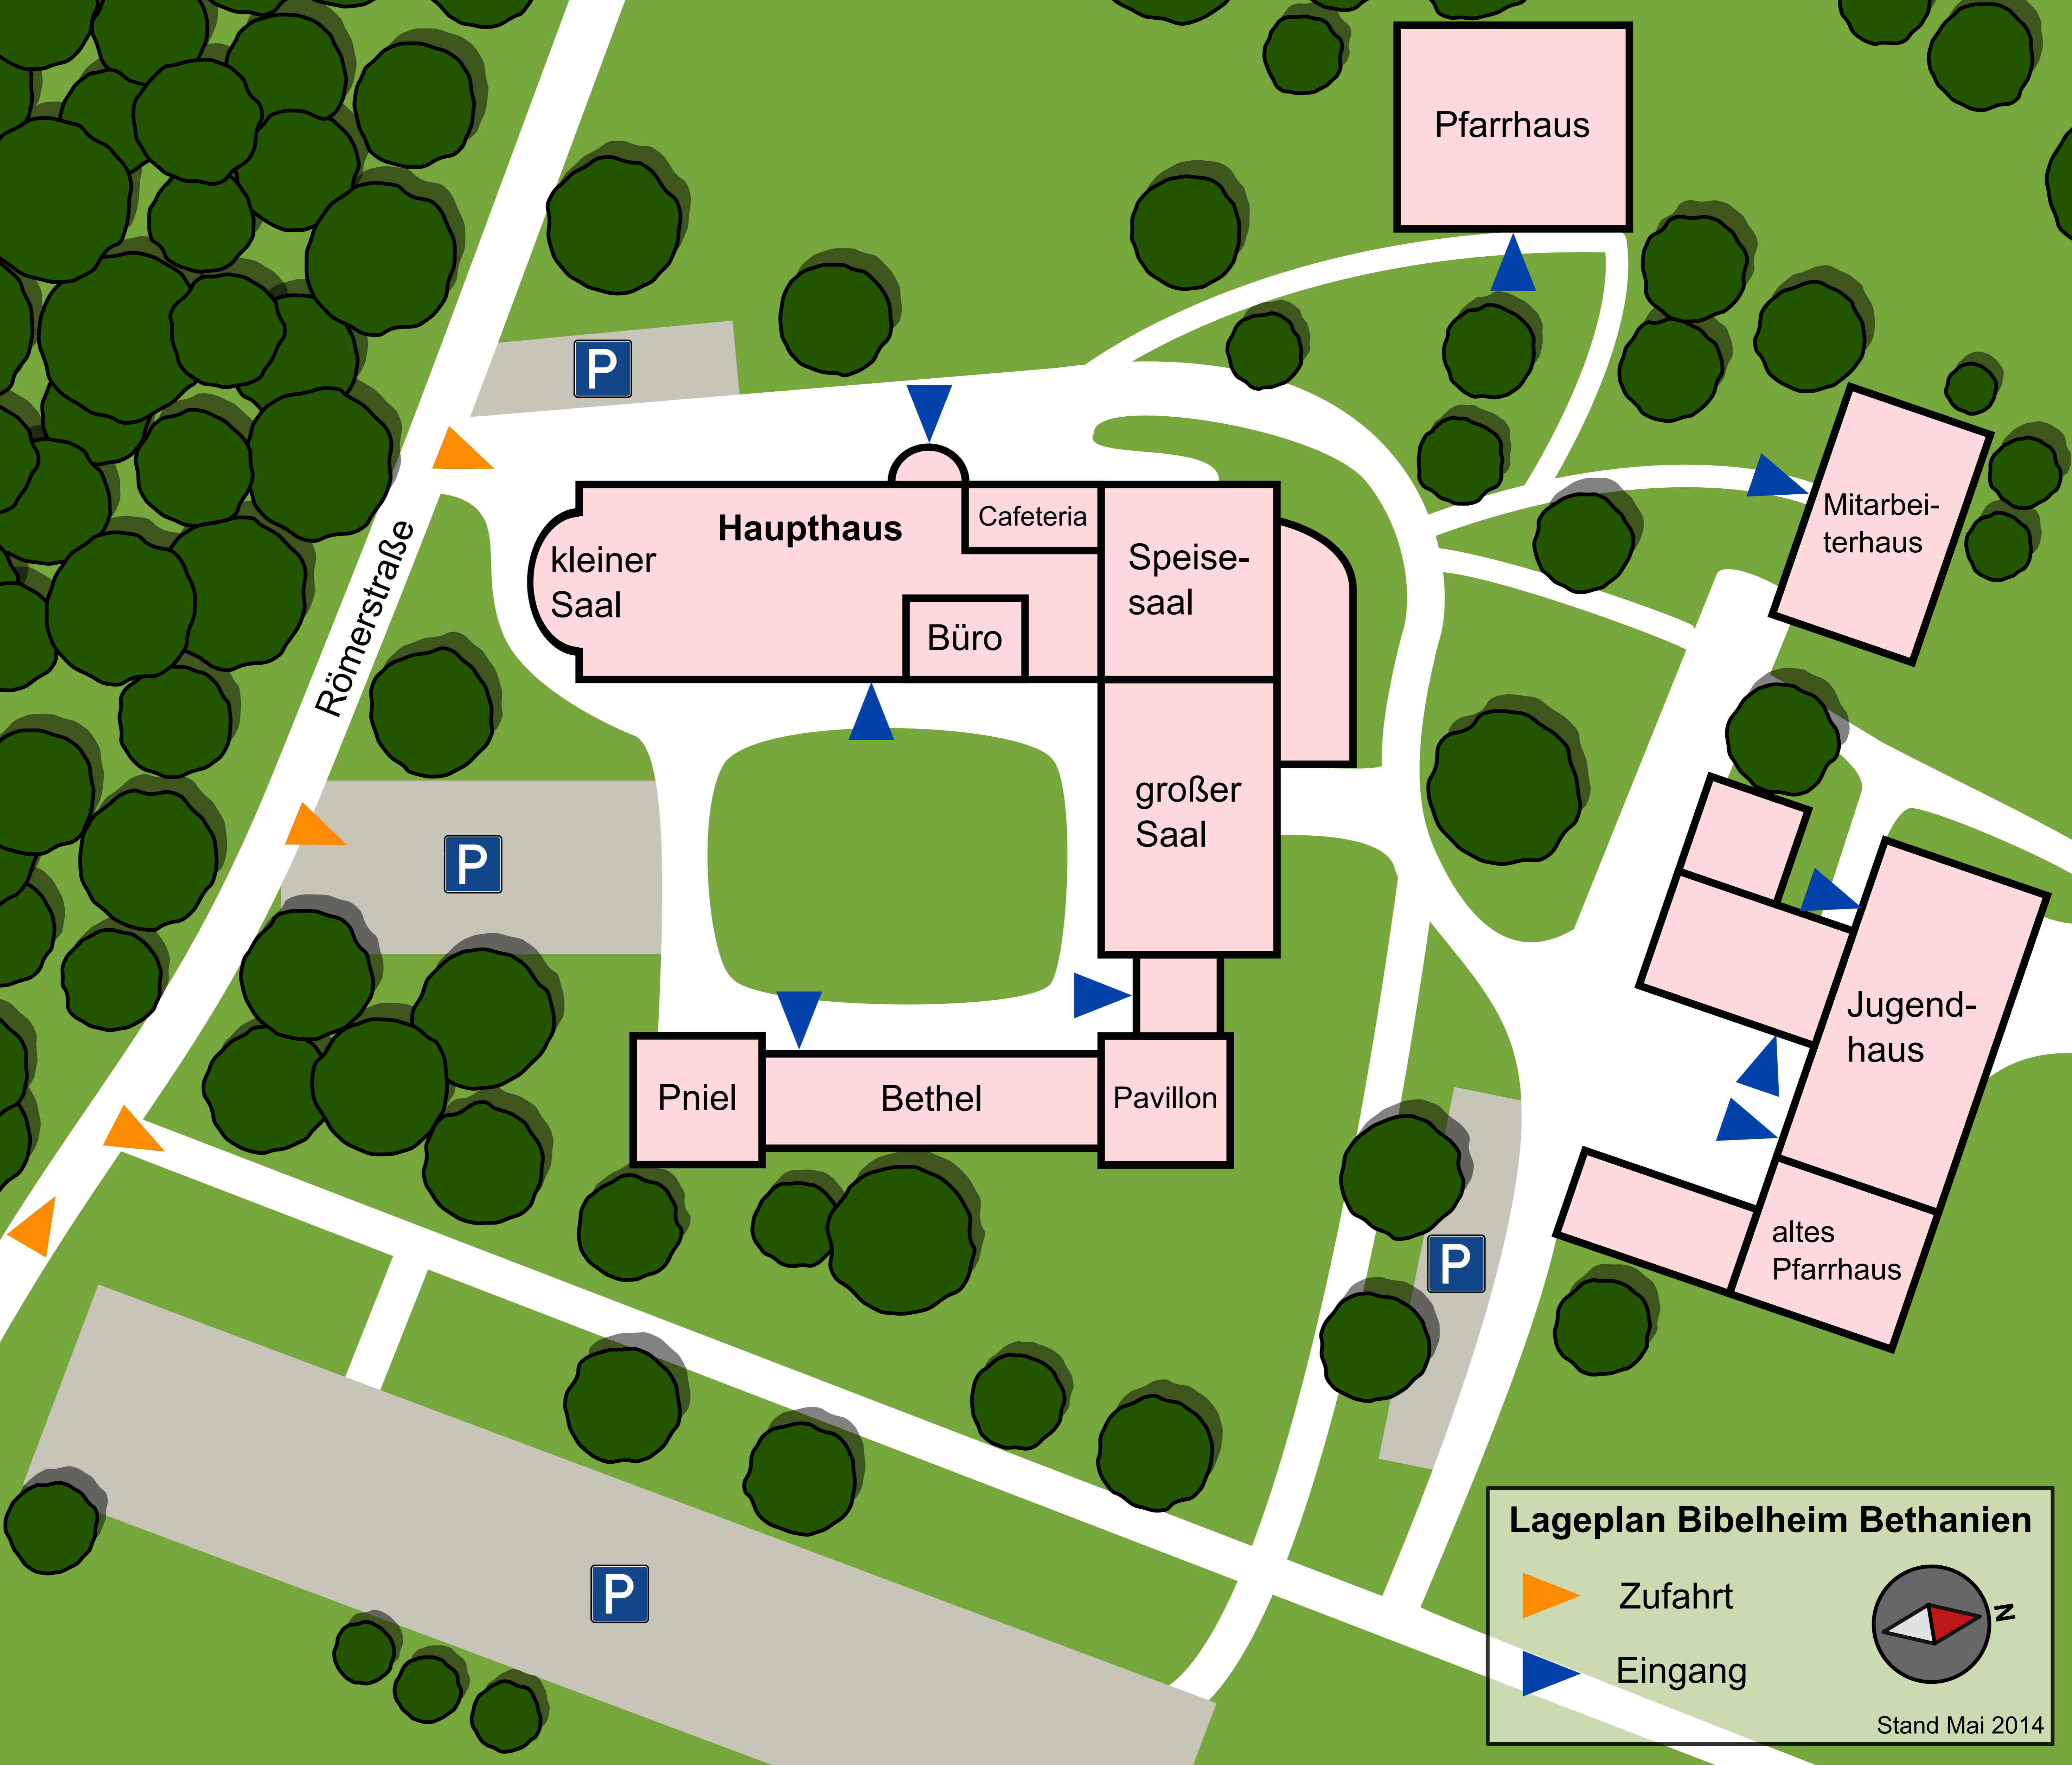 Pfarrhaus
P
Haupthaus
Cafeteria
kleiner
Saal
Speise-
saal
Büro
Mitarbei-
terhaus
Römerstraße
großer
Saal
P
Jugend-
haus
Pniel
Bethel
Pavillon
altes
Pfarrhaus
P
P
Lageplan Bibelheim Bethanien
Zufahrt
N
Eingang
Stand Mai 2014